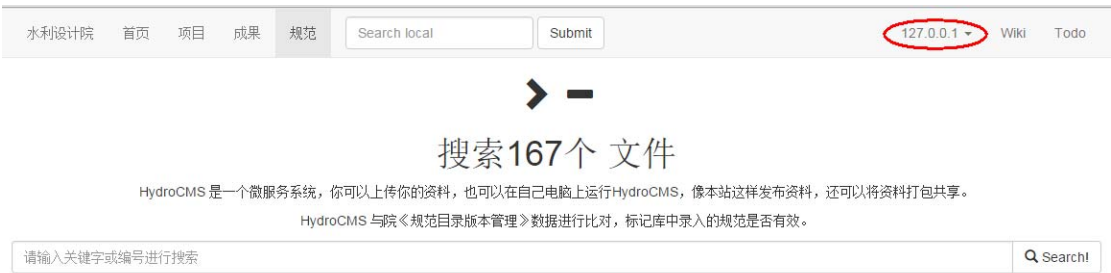 水利设计院 首页 项目 成果 规范 Search local Submit 127.0.0.1 Wiki Todo
搜索167个 文件
HydroCMS 是一个微服务系统，你可以上传你的资料，也可以在自己电脑上运行HydroCMS，像本站这样发布资料，还可以将资料打包共享。
HydroCMS 与院《规范目录版本管理》数据进行比对，标记库中录入的规范是否有效。
请输入关键字或编号进行搜索 Search!